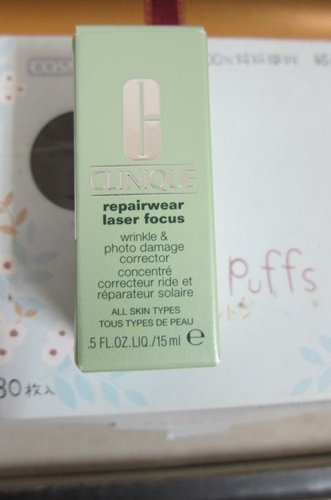 CLINIQUE
repairwear
laser focus
wrinkle &
photo damage
corrector
concentré
correcteur ride et
réparateur solaire
ALL SKIN TYPES
TOUS TYPES DE PEAU
.5 FL.OZ.LIQ./15 ml e
Puffs
80枚入